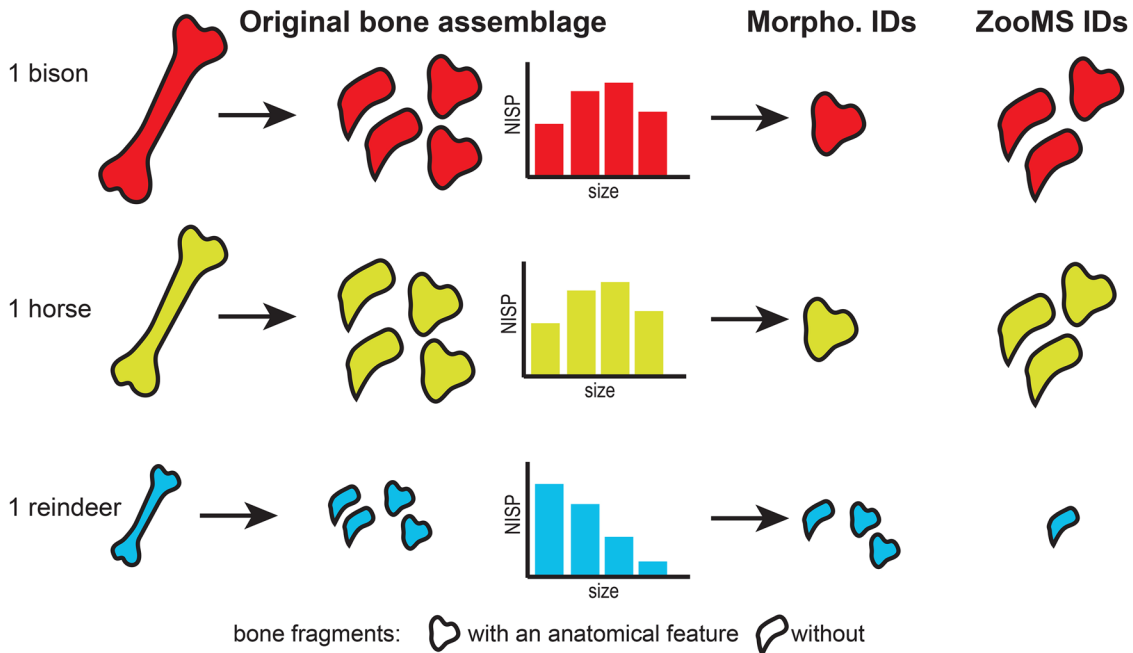 Original bone assemblage
Morpho. IDs
ZooMS IDs
1 bison
NISP
size
1 horse
NISP
size
1 reindeer
NISP
size
bone fragments: with an anatomical feature without